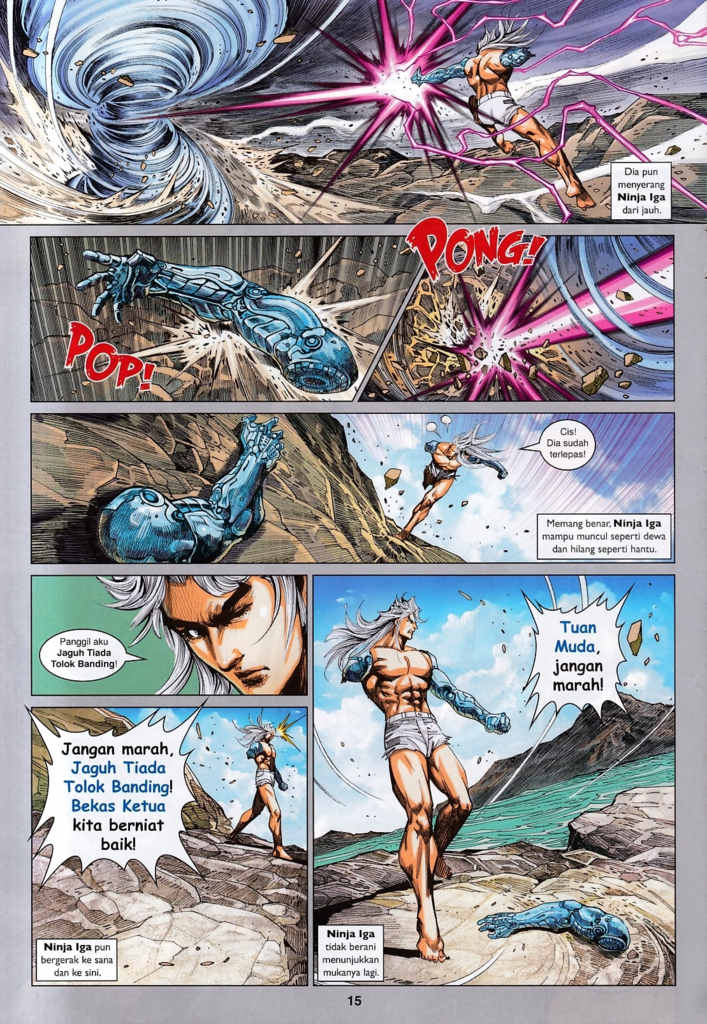 Dia pun
menyerang
Ninja Iga
dari jauh.
POP!
PONG!
Cis!
Dia sudah
terlepas!
Memang benar, Ninja Iga
mampu muncul seperti dewa
dan hilang seperti hantu.
Panggil aku
Jaguh Tiada
Tolok Banding!
Tuan
Muda,
jangan
marah!
Jangan marah,
Jaguh Tiada
Tolok Banding!
Bekas Ketua
kita berniat
baik!
Ninja Iga pun
bergerak ke sana
dan ke sini.
Ninja Iga
tidak berani
menunjukkan
mukanya lagi.
15